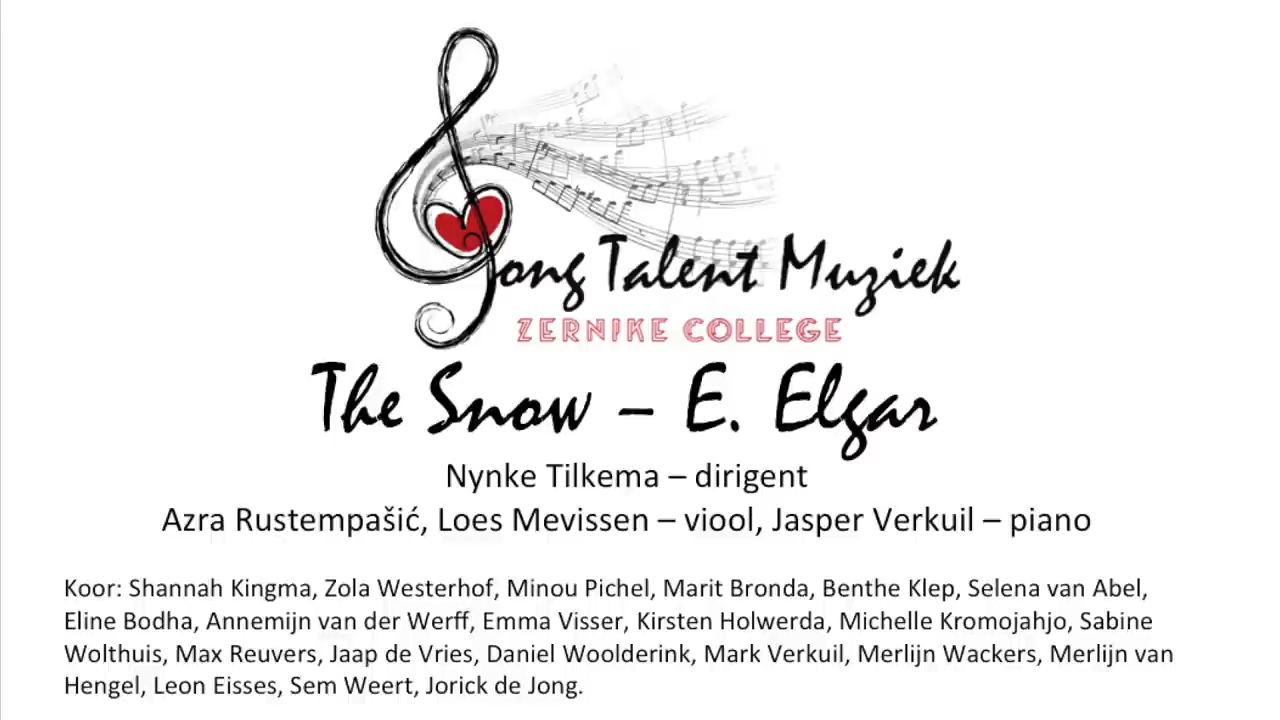 Jong Talent Muziek
ZERNIKE COLLEGE
The Snow – E. Elgar
Nynke Tilkema – dirigent
Azra Rustempašić, Loes Mevissen – viool, Jasper Verkuil – piano
Koor: Shannah Kingma, Zola Westerhof, Minou Pichel, Marit Bronda, Benthe Klep, Selena van Abel,
Eline Bodha, Annemijn van der Werff, Emma Visser, Kirsten Holwerda, Michelle Kromojahjo, Sabine
Wolthuis, Max Reuvers, Jaap de Vries, Daniel Woolderink, Mark Verkuil, Merlijn Wackers, Merlijn van
Hengel, Leon Eisses, Sem Weert, Jorick de Jong.